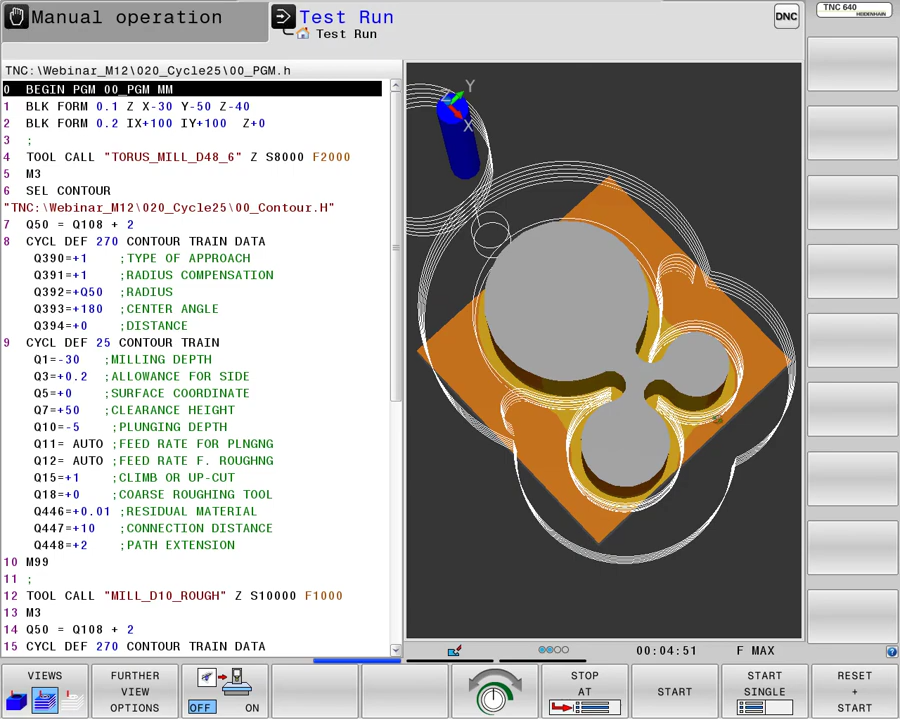 Manual operation
Test Run
Test Run
DNC
TNC 640
HEIDENHAIN
TNC:\Webinar_M12\020_Cycle25\00_PGM.h
0 BEGIN PGM 00_PGM MM
1 BLK FORM 0.1 Z X-30 Y-50 Z-40
2 BLK FORM 0.2 IX+100 IY+100 Z+0
3 ;
4 TOOL CALL "TORUS_MILL_D48_6" Z S8000 F2000
5 M3
6 SEL CONTOUR
"TNC:\Webinar_M12\020_Cycle25\00_Contour.H"
7 Q50 = Q108 + 2
8 CYCL DEF 270 CONTOUR TRAIN DATA
Q390=+1 ;TYPE OF APPROACH
Q391=+1 ;RADIUS COMPENSATION
Q392=+Q50 ;RADIUS
Q393=+180 ;CENTER ANGLE
Q394=+0 ;DISTANCE
9 CYCL DEF 25 CONTOUR TRAIN
Q1=-30 ;MILLING DEPTH
Q3=+0.2 ;ALLOWANCE FOR SIDE
Q5=+0 ;SURFACE COORDINATE
Q7=+50 ;CLEARANCE HEIGHT
Q10=-5 ;PLUNGING DEPTH
Q11= AUTO ;FEED RATE FOR PLNGNG
Q12= AUTO ;FEED RATE F. ROUGHNG
Q15=+1 ;CLIMB OR UP-CUT
Q18=+0 ;COARSE ROUGHING TOOL
Q446=+0.01 ;RESIDUAL MATERIAL
Q447=+10 ;CONNECTION DISTANCE
Q448=+2 ;PATH EXTENSION
10 M99
11 ;
12 TOOL CALL "MILL_D10_ROUGH" Z S10000 F1000
13 M3
14 Q50 = Q108 + 2
15 CYCL DEF 270 CONTOUR TRAIN DATA
Y
Z
X
00:04:51 F MAX
VIEWS
FURTHER
VIEW
OPTIONS
OFF ON
STOP
AT
START
START
SINGLE
RESET
+
START